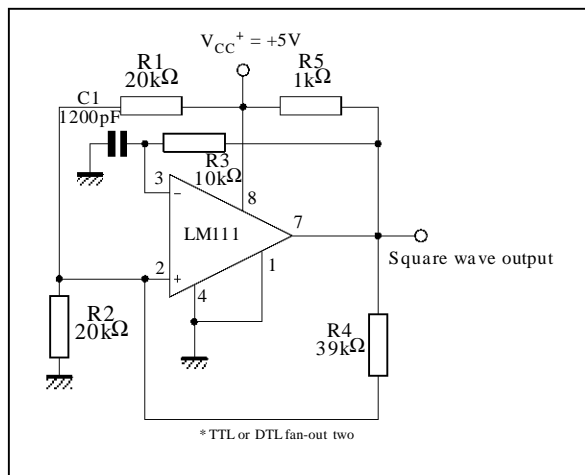 V_CC⁺ = +5V
R1
20kΩ
R5
1kΩ
C1
1200pF
R3
10kΩ
3
−
8
LM111
7
2
+
1
4
Square wave output
R2
20kΩ
R4
39kΩ
* TTL or DTL fan-out two